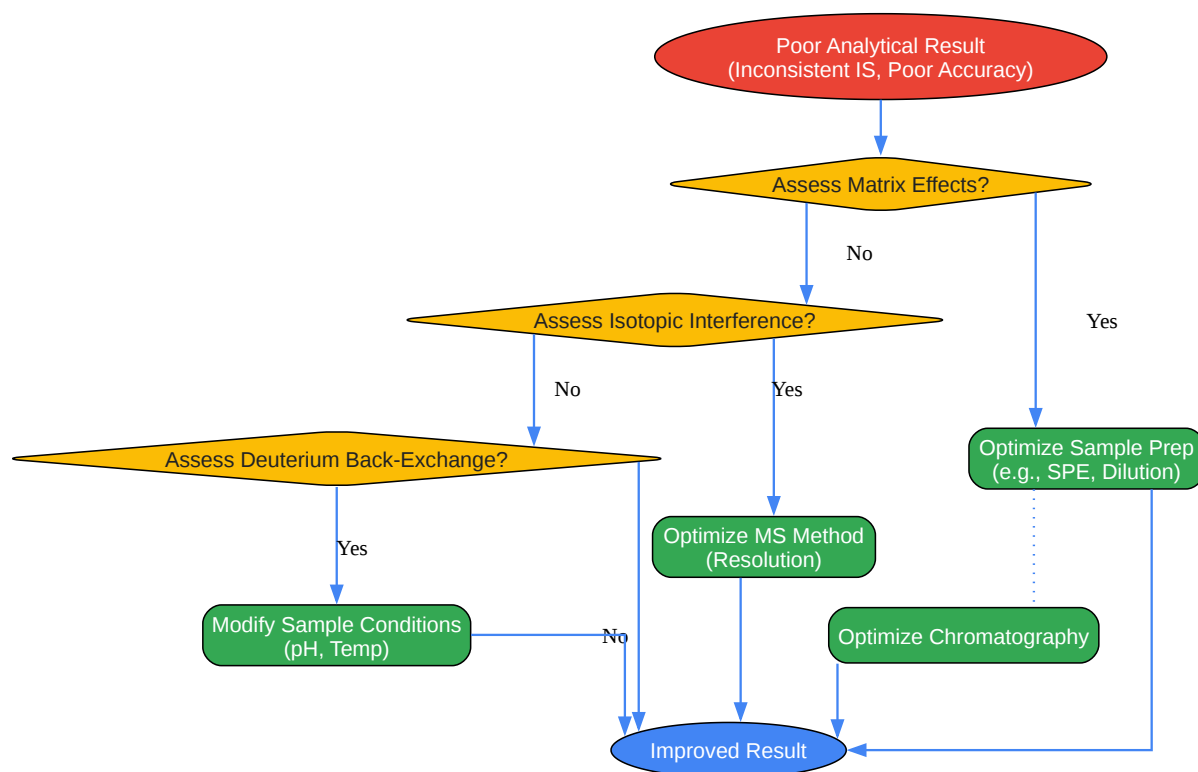 Poor Analytical Result
(Inconsistent IS, Poor Accuracy)
Assess Matrix Effects?
No
Yes
Assess Isotopic Interference?
No
Yes
Assess Deuterium Back-Exchange?
Optimize Sample Prep
(e.g., SPE, Dilution)
Optimize MS Method
(Resolution)
Yes
Modify Sample Conditions
(pH, Temp)
No
Optimize Chromatography
Improved Result